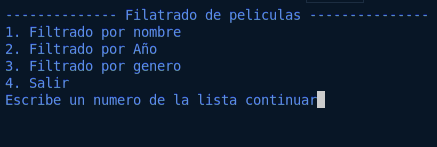 -------------- Filatrado de peliculas ---------------
1. Filtrado por nombre
2. Filtrado por Año
3. Filtrado por genero
4. Salir
Escribe un numero de la lista continuar